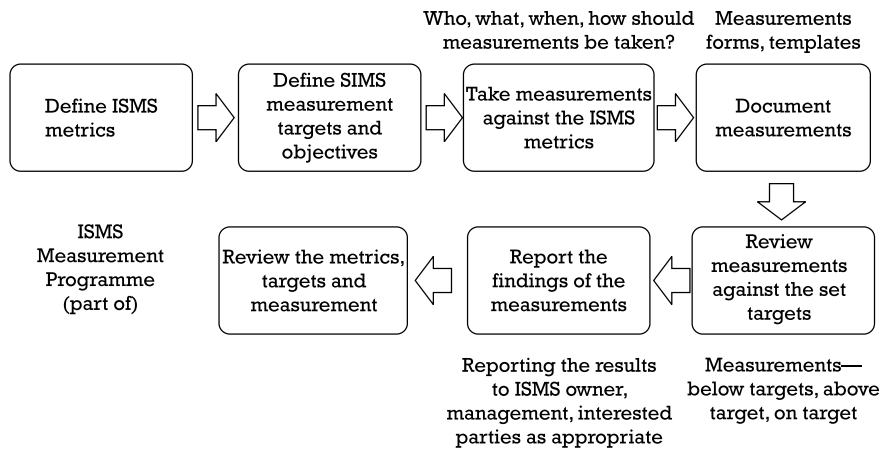 Who, what, when, how should
measurements be taken?
Measurements
forms, templates
Define ISMS
metrics
Define SIMS
measurement
targets and
objectives
Take measurements
against the ISMS
metrics
Document
measurements
ISMS
Measurement
Programme
(part of)
Review the metrics,
targets and
measurement
Report the
findings of the
measurements
Review
measurements
against the set
targets
Reporting the results
to ISMS owner,
management, interested
parties as appropriate
Measurements—
below targets, above
target, on target